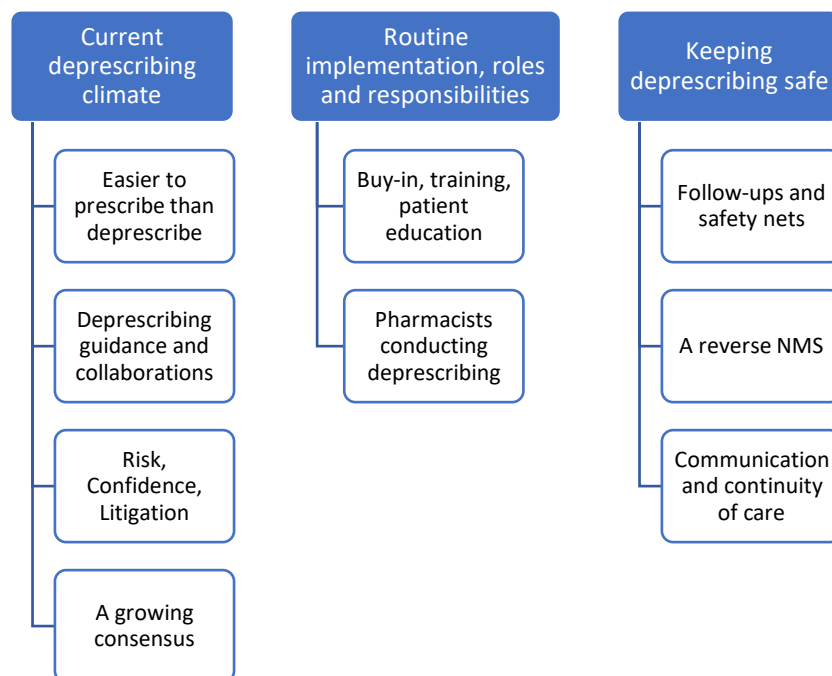 Current
deprescribing
climate
Easier to
prescribe than
deprescribe
Deprescribing
guidance and
collaborations
Risk,
Confidence,
Litigation
A growing
consensus
Routine
implementation, roles
and responsibilities
Buy-in, training,
patient
education
Pharmacists
conducting
deprescribing
Keeping
deprescribing safe
Follow-ups and
safety nets
A reverse NMS
Communication
and continuity
of care